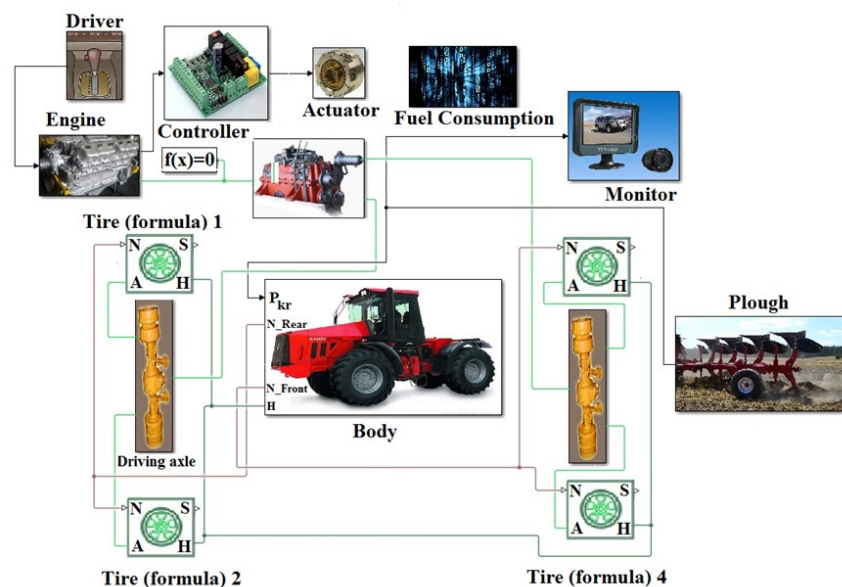 Driver
Engine
Controller
Actuator
Fuel Consumption
Monitor
f(x)=0
Tire (formula) 1
N S
A H
N S
A H
Plough
Pkr
N_Rear
N_Front
H
Body
Driving axle
N S
A H
N S
A H
Tire (formula) 2
Tire (formula) 4